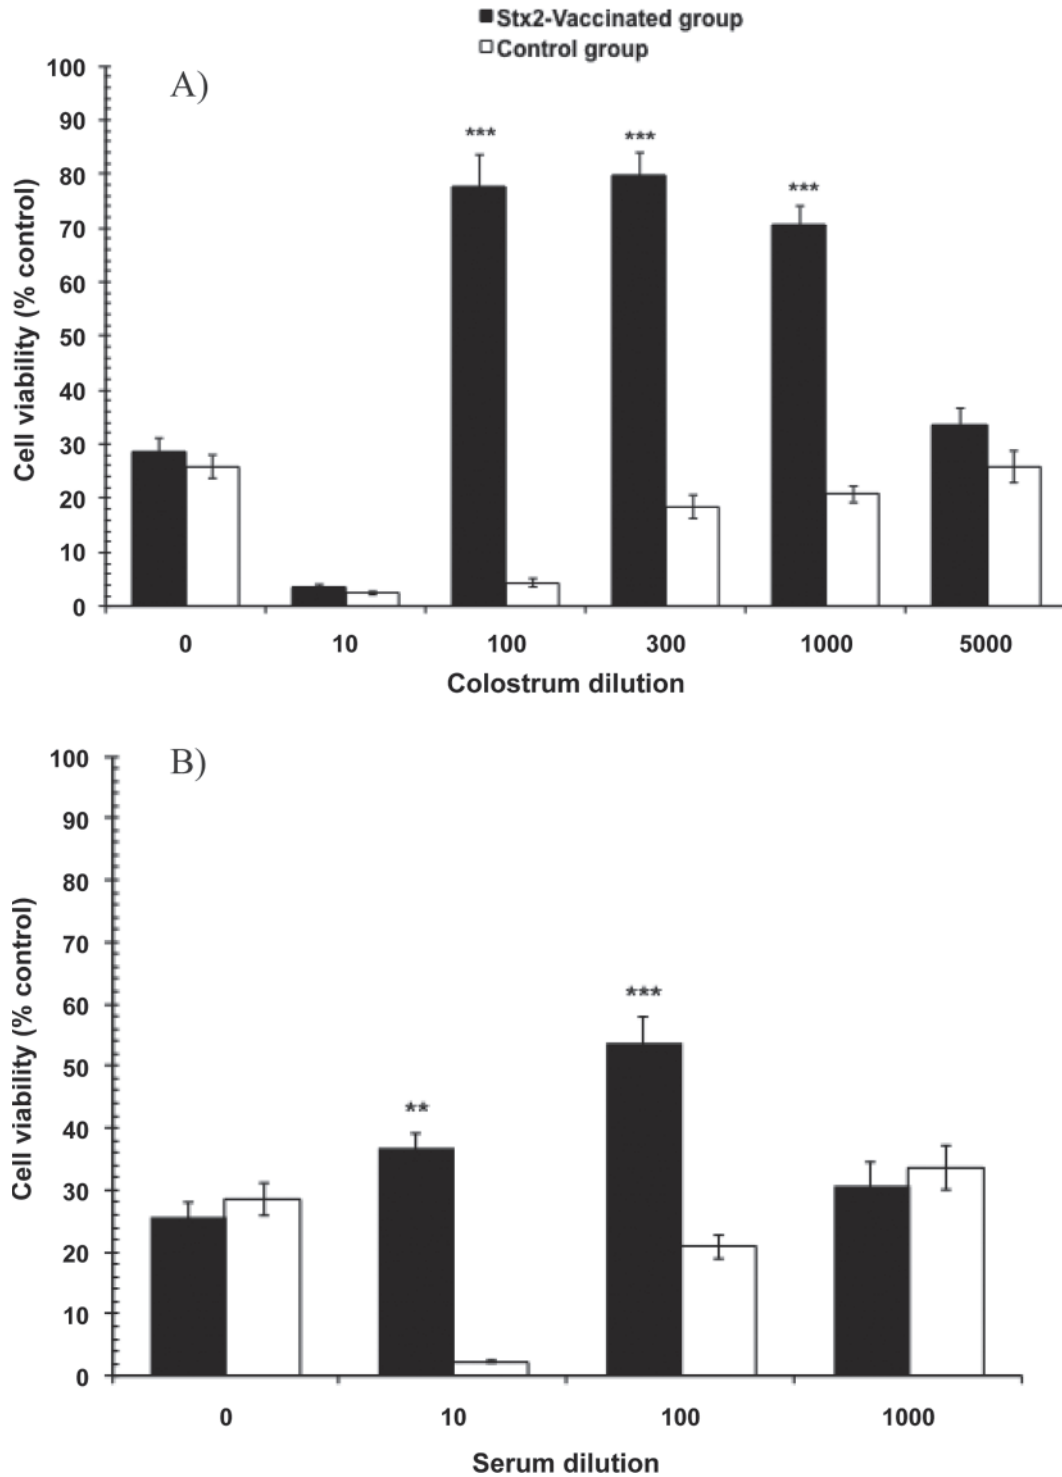 Stx2-Vaccinated group
Control group
A)
100
90
80
70
60
50
40
30
20
10
0
Cell viability (% control)
***
***
***
0 10 100 300 1000 5000
Colostrum dilution
B)
100
90
80
70
60
50
40
30
20
10
0
Cell viability (% control)
**
***
0 10 100 1000
Serum dilution